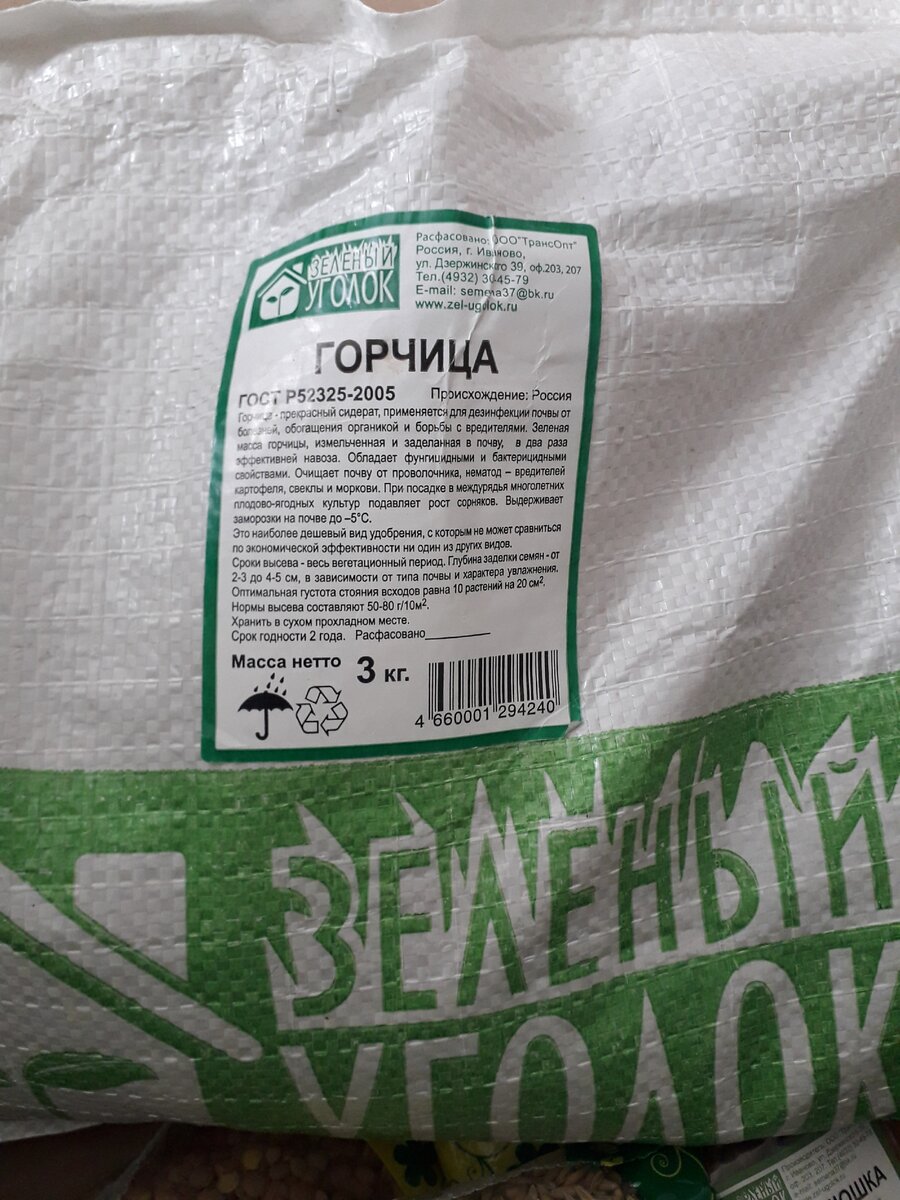 ЗЕЛЕНЫЙ
УГОЛОК
Расфасовано: ООО"ТрансОпт"
Россия, г. Иваново,
ул. Дзержинского 39, оф.203, 207
Тел.(4932) 30-45-79
E-mail: semena37@bk.ru
www.zel-ugolok.ru
ГОРЧИЦА
ГОСТ Р52325-2005 Происхождение: Россия
Горчица - прекрасный сидерат, применяется для дезинфекции почвы от
болезней, обогащения органикой и борьбы с вредителями. Зеленая
масса горчицы, измельченная и заделанная в почву, в два раза
эффективней навоза. Обладает фунгицидными и бактерицидными
свойствами. Очищает почву от проволочника, нематод – вредителей
картофеля, свеклы и моркови. При посадке в междурядья многолетних
плодово-ягодных культур подавляет рост сорняков. Выдерживает
заморозки на почве до –5°С.
Это наиболее дешевый вид удобрения, с которым не может сравниться
по экономической эффективности ни один из других видов.
Сроки высева - весь вегетационный период. Глубина заделки семян - от
2-3 до 4-5 см, в зависимости от типа почвы и характера увлажнения.
Оптимальная густота стояния всходов равна 10 растений на 20 см².
Нормы высева составляют 50-80 г/10м².
Хранить в сухом прохладном месте.
Срок годности 2 года. Расфасовано__________
Масса нетто 3 кг.
4 660001 294240
ЗЕЛЁНЫЙ
УГОЛОК